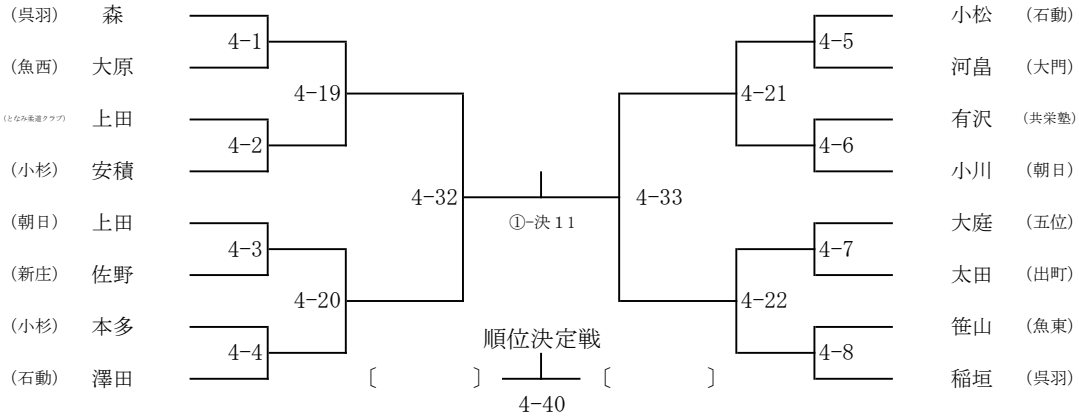 (呉羽) 森 小松 (石動)
4-1 4-5
(魚西) 大原 河畠 (大門)
4-19 4-21
(となみ柔道クラブ) 上田 有沢 (共栄塾)
4-2 4-6
(小杉) 安積 小川 (朝日)
4-32 4-33
①-決11
(朝日) 上田 大庭 (五位)
4-3 4-7
(新庄) 佐野 太田 (出町)
4-20 4-22
(小杉) 本多 笹山 (魚東)
順位決定戦
4-4 4-8
(石動) 澤田 〔 〕 〔 〕 稲垣 (呉羽)
4-40